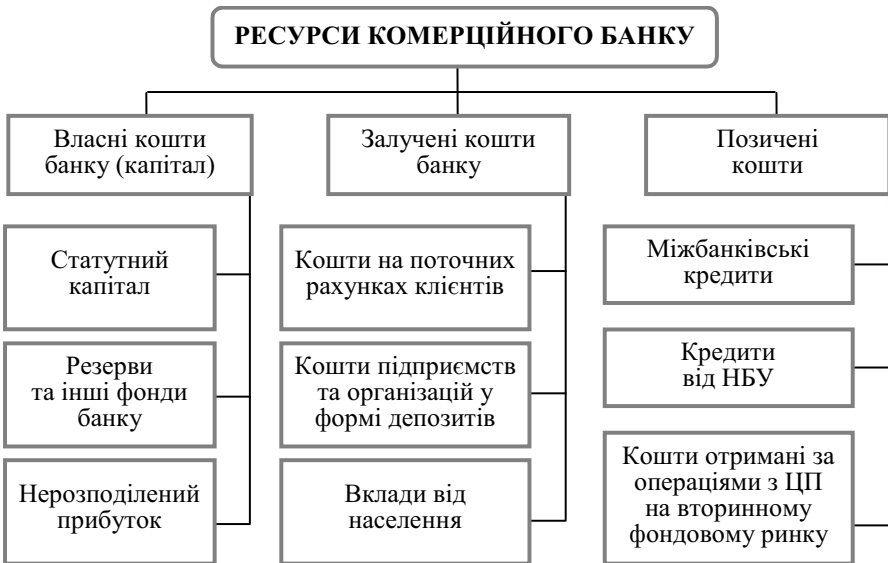 РЕСУРСИ КОМЕРЦІЙНОГО БАНКУ
Власні кошти
банку (капітал)
Статутний
капітал
Резерви
та інші фонди
банку
Нерозподілений
прибуток
Залучені кошти
банку
Кошти на поточних
рахунках клієнтів
Кошти підприємств
та організацій у
формі депозитів
Вклади від
населення
Позичені
кошти
Міжбанківські
кредити
Кредити
від НБУ
Кошти отримані за
операціями з ЦП
на вторинному
фондовому ринку